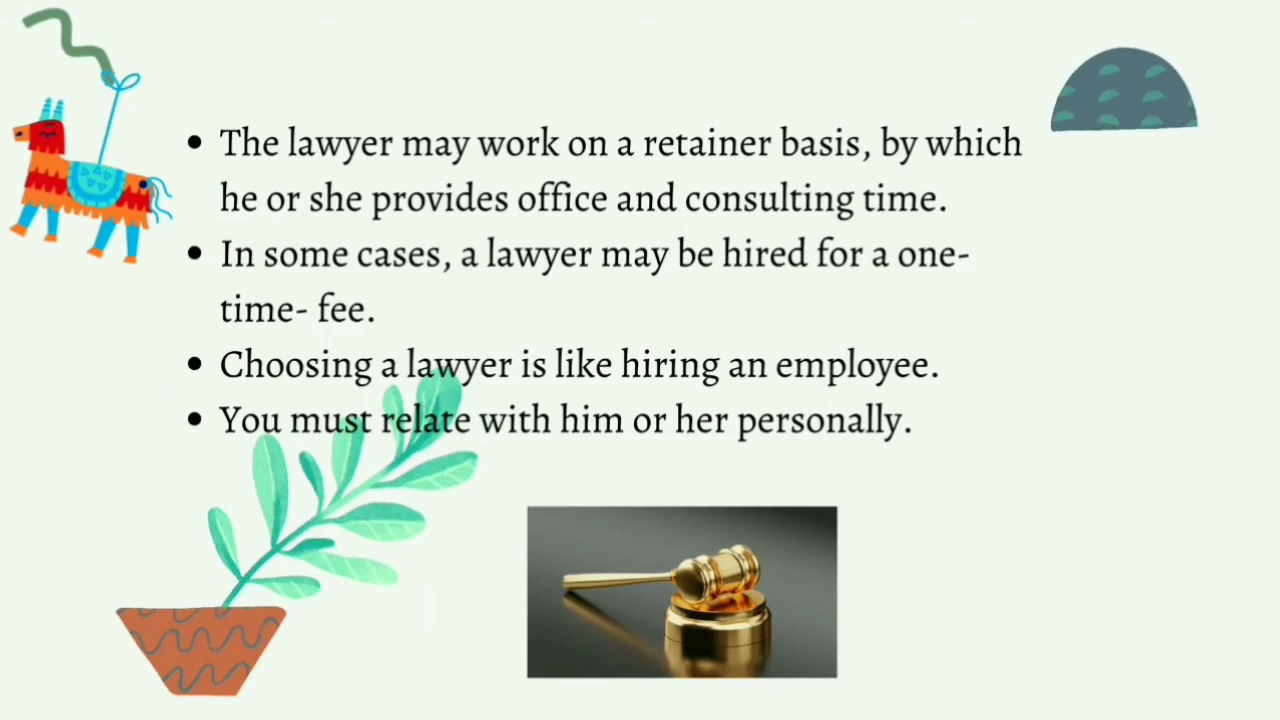 • The lawyer may work on a retainer basis, by which
he or she provides office and consulting time.
• In some cases, a lawyer may be hired for a one-
time- fee.
• Choosing a lawyer is like hiring an employee.
• You must relate with him or her personally.